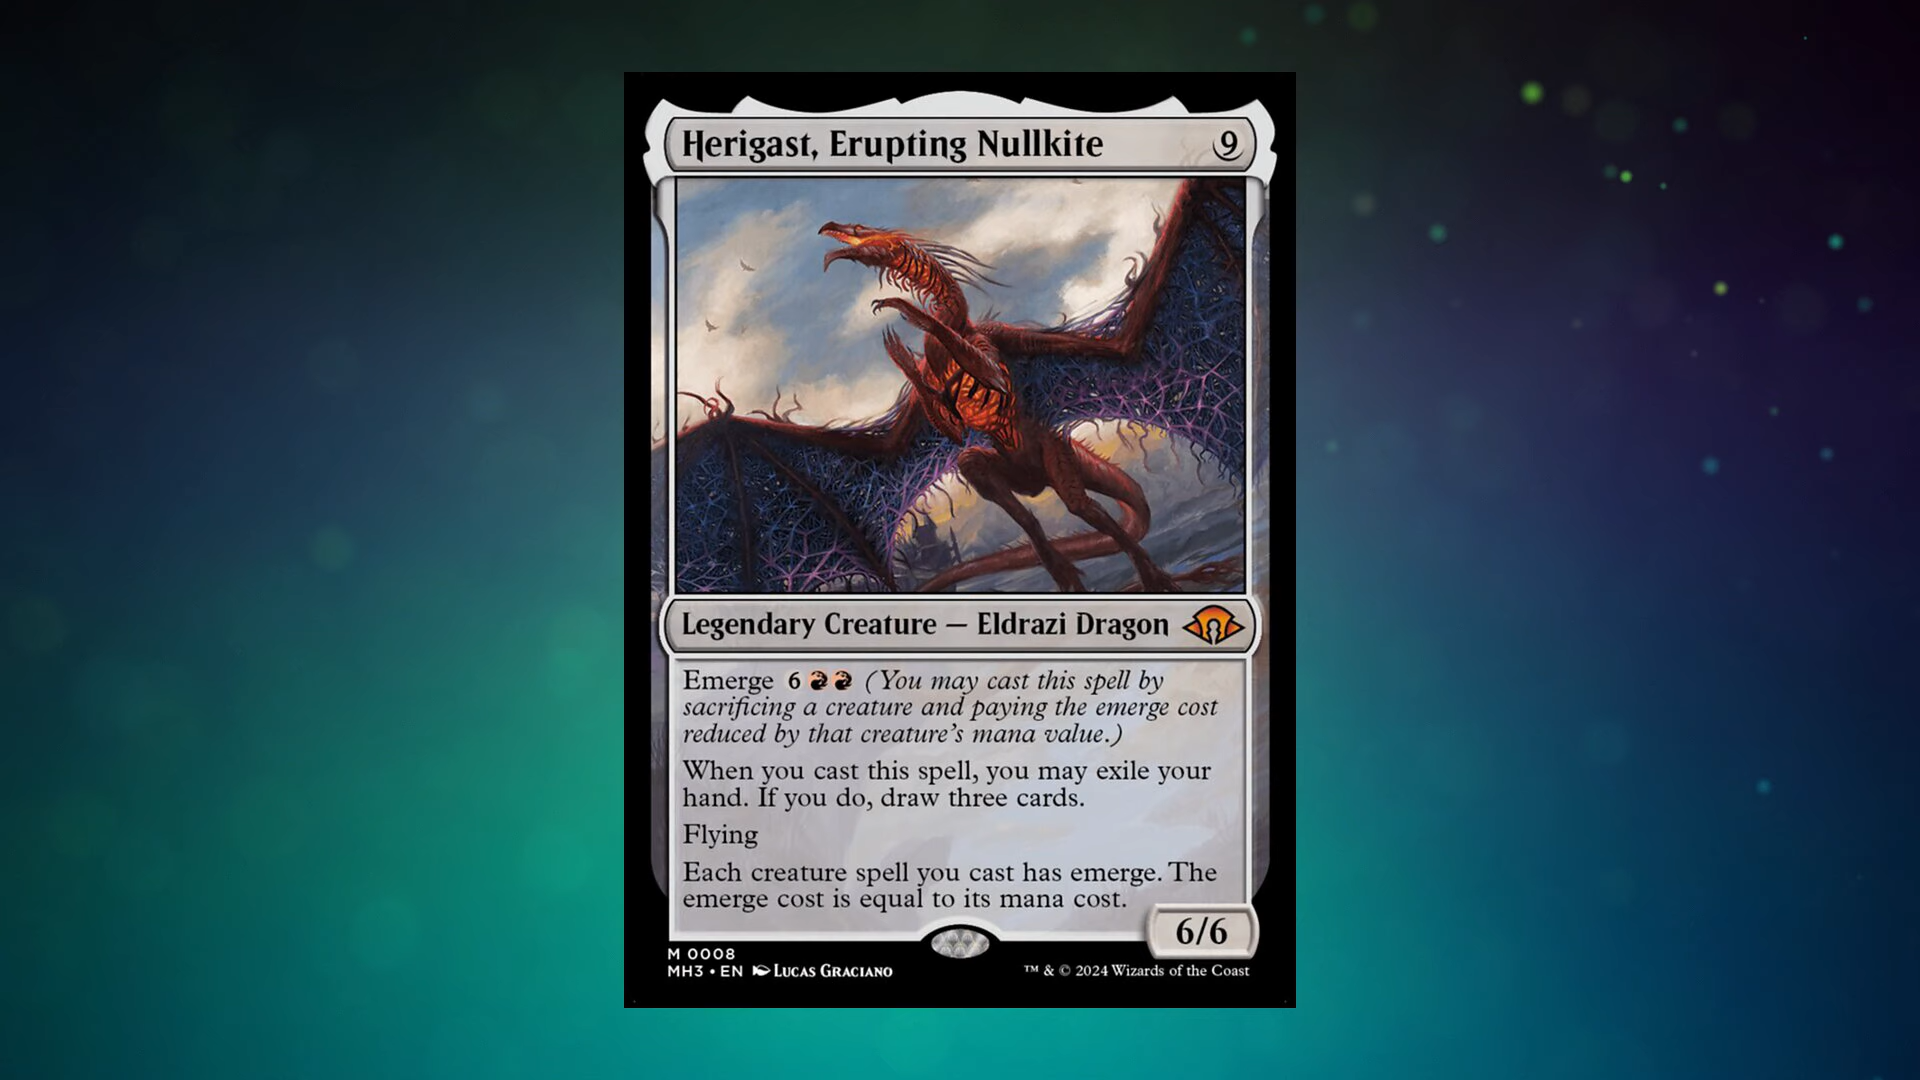 Herigast, Erupting Nullkite 9
Legendary Creature — Eldrazi Dragon
Emerge 6 (You may cast this spell by
sacrificing a creature and paying the emerge cost
reduced by that creature's mana value.)
When you cast this spell, you may exile your
hand. If you do, draw three cards.
Flying
Each creature spell you cast has emerge. The
emerge cost is equal to its mana cost.
6/6
M 0008
MH3 • EN Lucas Graciano
™ & © 2024 Wizards of the Coast